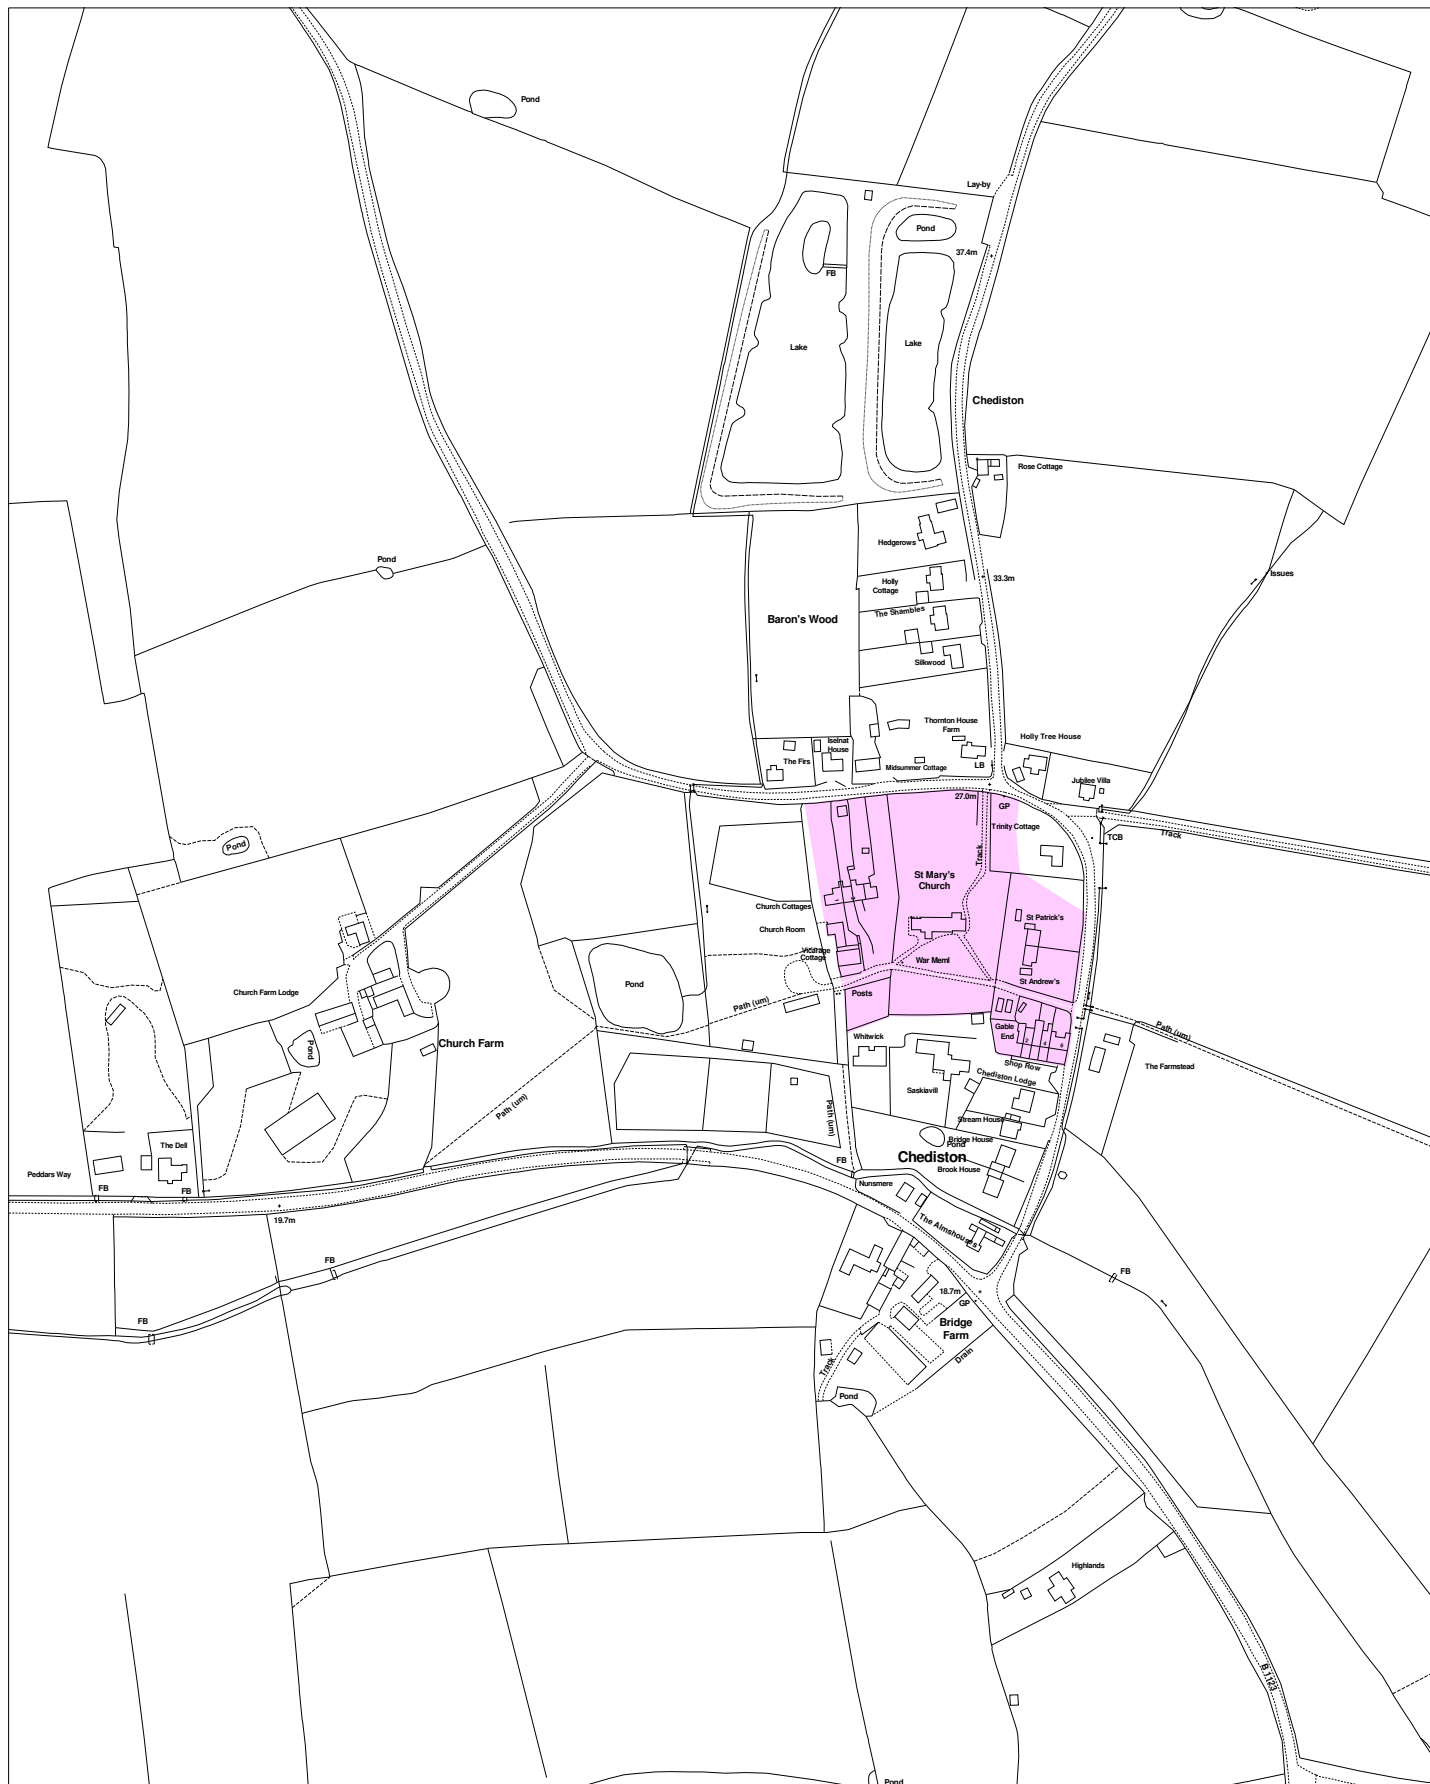 Pond
Lay-by
Pond
37.4m
FB
Lake
Lake
Chediston
Rose Cottage
Hedgerows
Pond
Issues
33.3m
Holly
Cottage
The Shambles
Baron's Wood
Silkwood
Thornton House
Farm
Holly Tree House
Iselnat
House
The Firs
Midsummer Cottage
LB
Jubilee Villa
27.0m
GP
Trinity Cottage
TCB
Track
Pond
Track
St Mary's
Church
1
Church Cottages
St Patrick's
Church Room
Vicarage
Cottage
War Meml
St Andrew's
Pond
Church Farm Lodge
Posts
Path (um)
Gable
End
2
4
6
Path (um)
Whitwick
Church Farm
Pond
Shop Row
The Farmstead
Chediston Lodge
Saskiavill
Path (um)
Path (um)
Stream House
Bridge House
Pond
The Dell
Chediston
Peddars Way
FB
Brook House
FB
FB
Nunsmere
19.7m
The Almshouses
FB
FB
18.7m
GP
FB
Bridge
Farm
Drain
Track
Pond
Highlands
B 1123
Pond